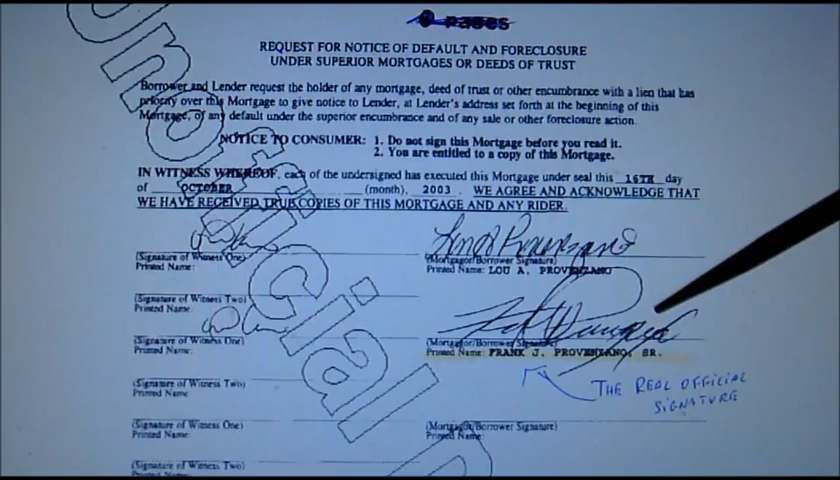 8 pages
REQUEST FOR NOTICE OF DEFAULT AND FORECLOSURE
UNDER SUPERIOR MORTGAGES OR DEEDS OF TRUST
Borrower and Lender request the holder of any mortgage, deed of trust or other encumbrance with a lien that has
priority over this Mortgage to give notice to Lender, at Lender's address set forth at the beginning of this
Mortgage, of any default under the superior encumbrance and of any sale or other foreclosure action.
NOTICE TO CONSUMER: 1. Do not sign this Mortgage before you read it.
2. You are entitled to a copy of this Mortgage.
IN WITNESS WHEREOF, each of the undersigned has executed this Mortgage under seal this 16TH day
of OCTOBER (month), 2003 . WE AGREE AND ACKNOWLEDGE THAT
WE HAVE RECEIVED TRUE COPIES OF THIS MORTGAGE AND ANY RIDER.
Lou A Provenzano
(Signature of Witness One) (Mortgagor/Borrower Signature)
Printed Name: Printed Name: LOU A. PROVENZANO
(Signature of Witness Two)
Printed Name:
(Signature of Witness One) (Mortgagor/Borrower Signature)
Printed Name: Printed Name: FRANK J. PROVENZANO, SR.
THE REAL OFFICIAL
SIGNATURE
(Signature of Witness Two)
Printed Name:
(Signature of Witness One) (Mortgagor/Borrower Signature)
Printed Name: Printed Name:
(Signature of Witness Two)
Printed Name:
Unofficial